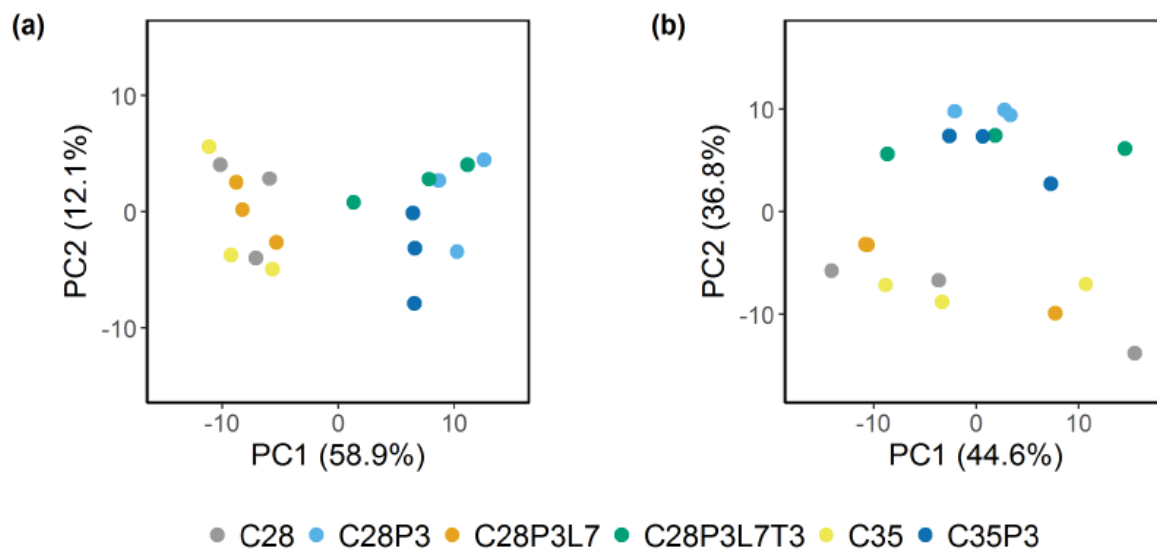 (a)
10
0
-10
PC2 (12.1%)
-10 0 10
PC1 (58.9%)
(b)
10
0
-10
PC2 (36.8%)
-10 0 10
PC1 (44.6%)
C28 C28P3 C28P3L7 C28P3L7T3 C35 C35P3